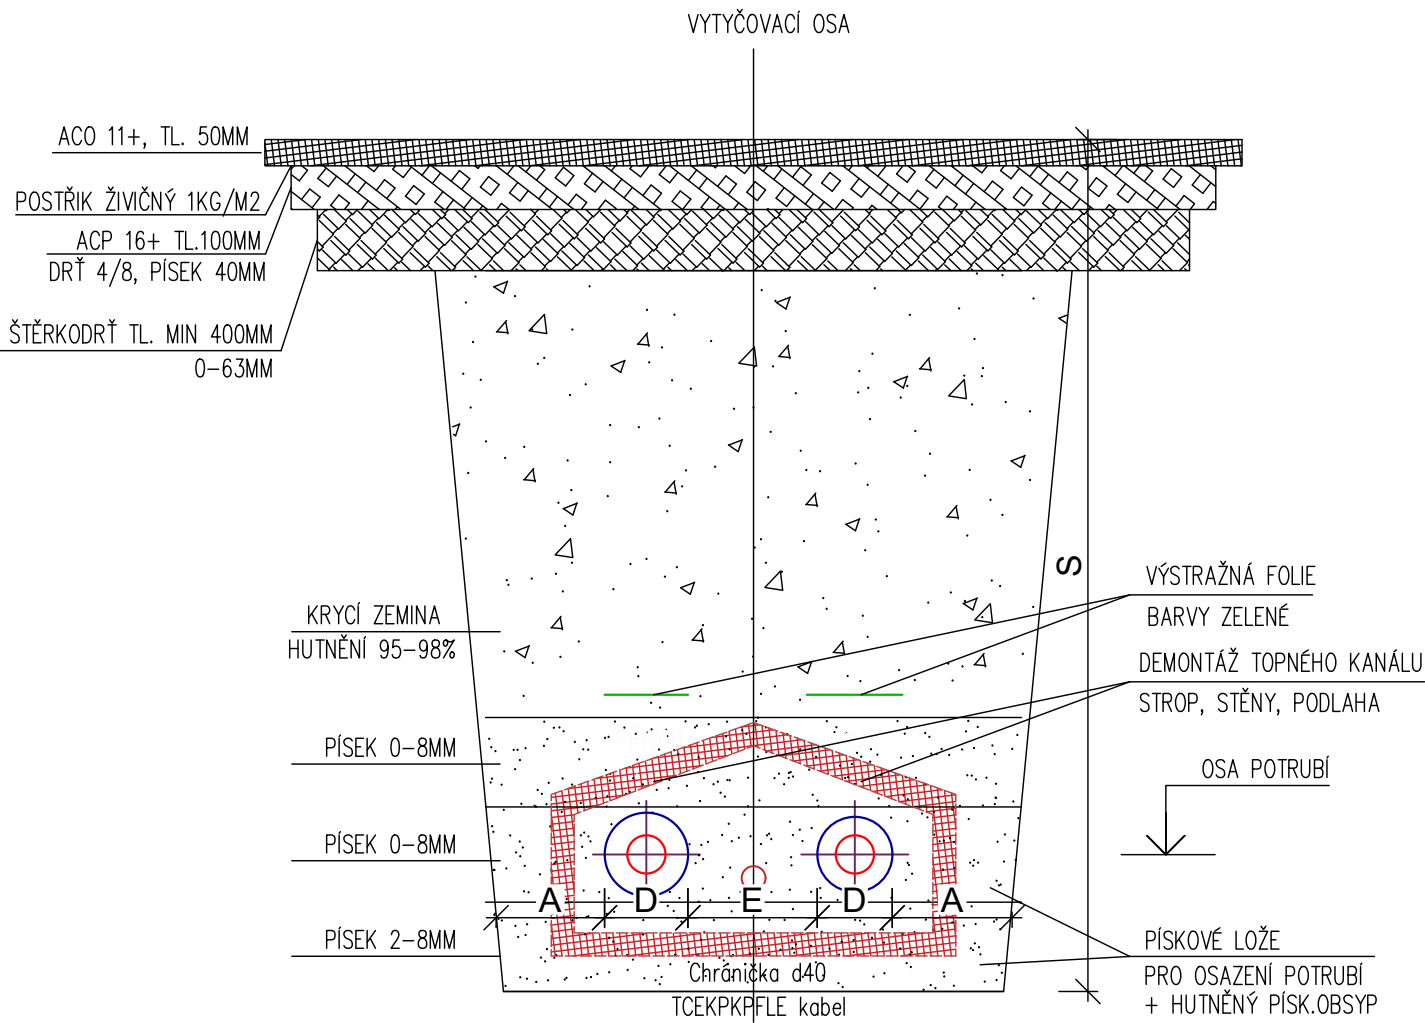 VYTYČOVACÍ OSA
ACO 11+, TL. 50MM
POSTŘIK ŽIVIČNÝ 1KG/M2
ACP 16+ TL.100MM
DRŤ 4/8, PÍSEK 40MM
ŠTĚRKODRŤ TL. MIN 400MM
0-63MM
S
VÝSTRAŽNÁ FOLIE
BARVY ZELENÉ
KRYCÍ ZEMINA
HUTNĚNÍ 95-98%
DEMONTÁŽ TOPNÉHO KANÁLU
STROP, STĚNY, PODLAHA
PÍSEK 0-8MM
OSA POTRUBÍ
PÍSEK 0-8MM
A D E D A
PÍSEK 2-8MM
PÍSKOVÉ LOŽE
PRO OSAZENÍ POTRUBÍ
+ HUTNĚNÝ PÍSK.OBSYP
Chránička d40
TCEKPKPFLE kabel